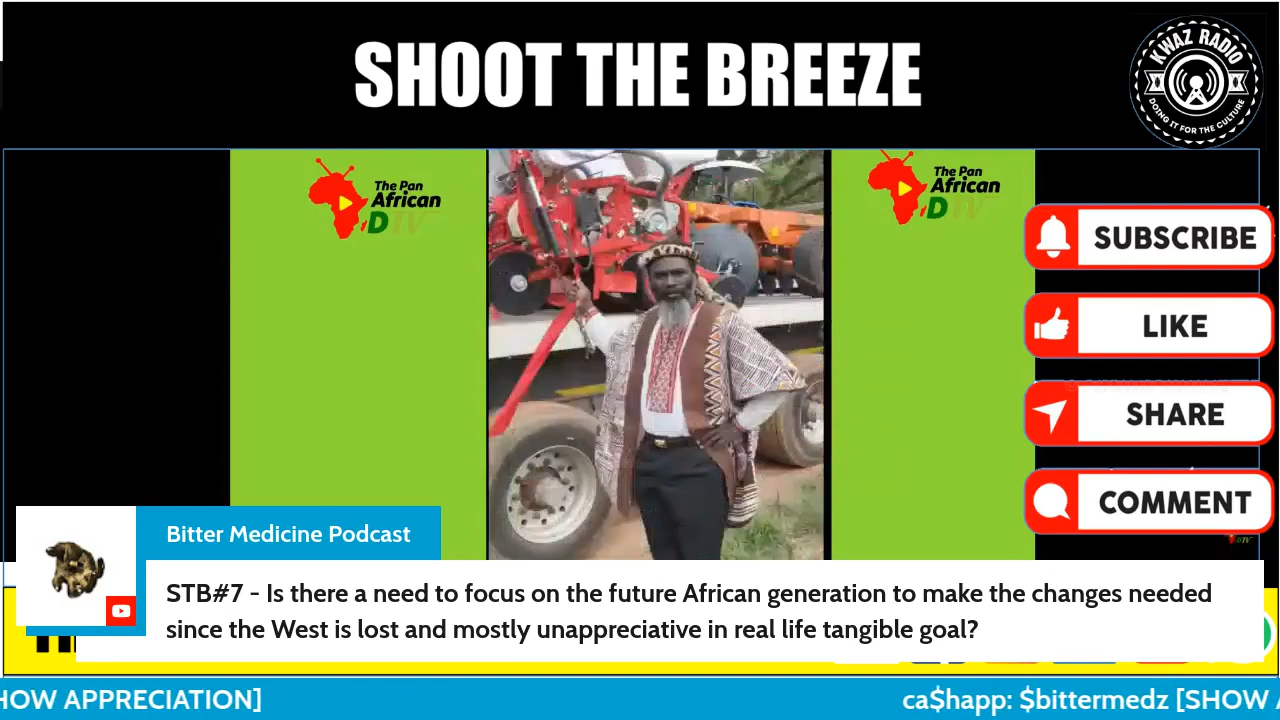 SHOOT THE BREEZE
KWAZ RADIO
DOING IT FOR THE CULTURE
The Pan
African
DTV
The Pan
African
DTV
SUBSCRIBE
LIKE
SHARE
COMMENT
Bitter Medicine Podcast
STB#7 - Is there a need to focus on the future African generation to make the changes needed
since the West is lost and mostly unappreciative in real life tangible goal?
HOW APPRECIATION]
ca$happ: $bittermedz [SHOW A